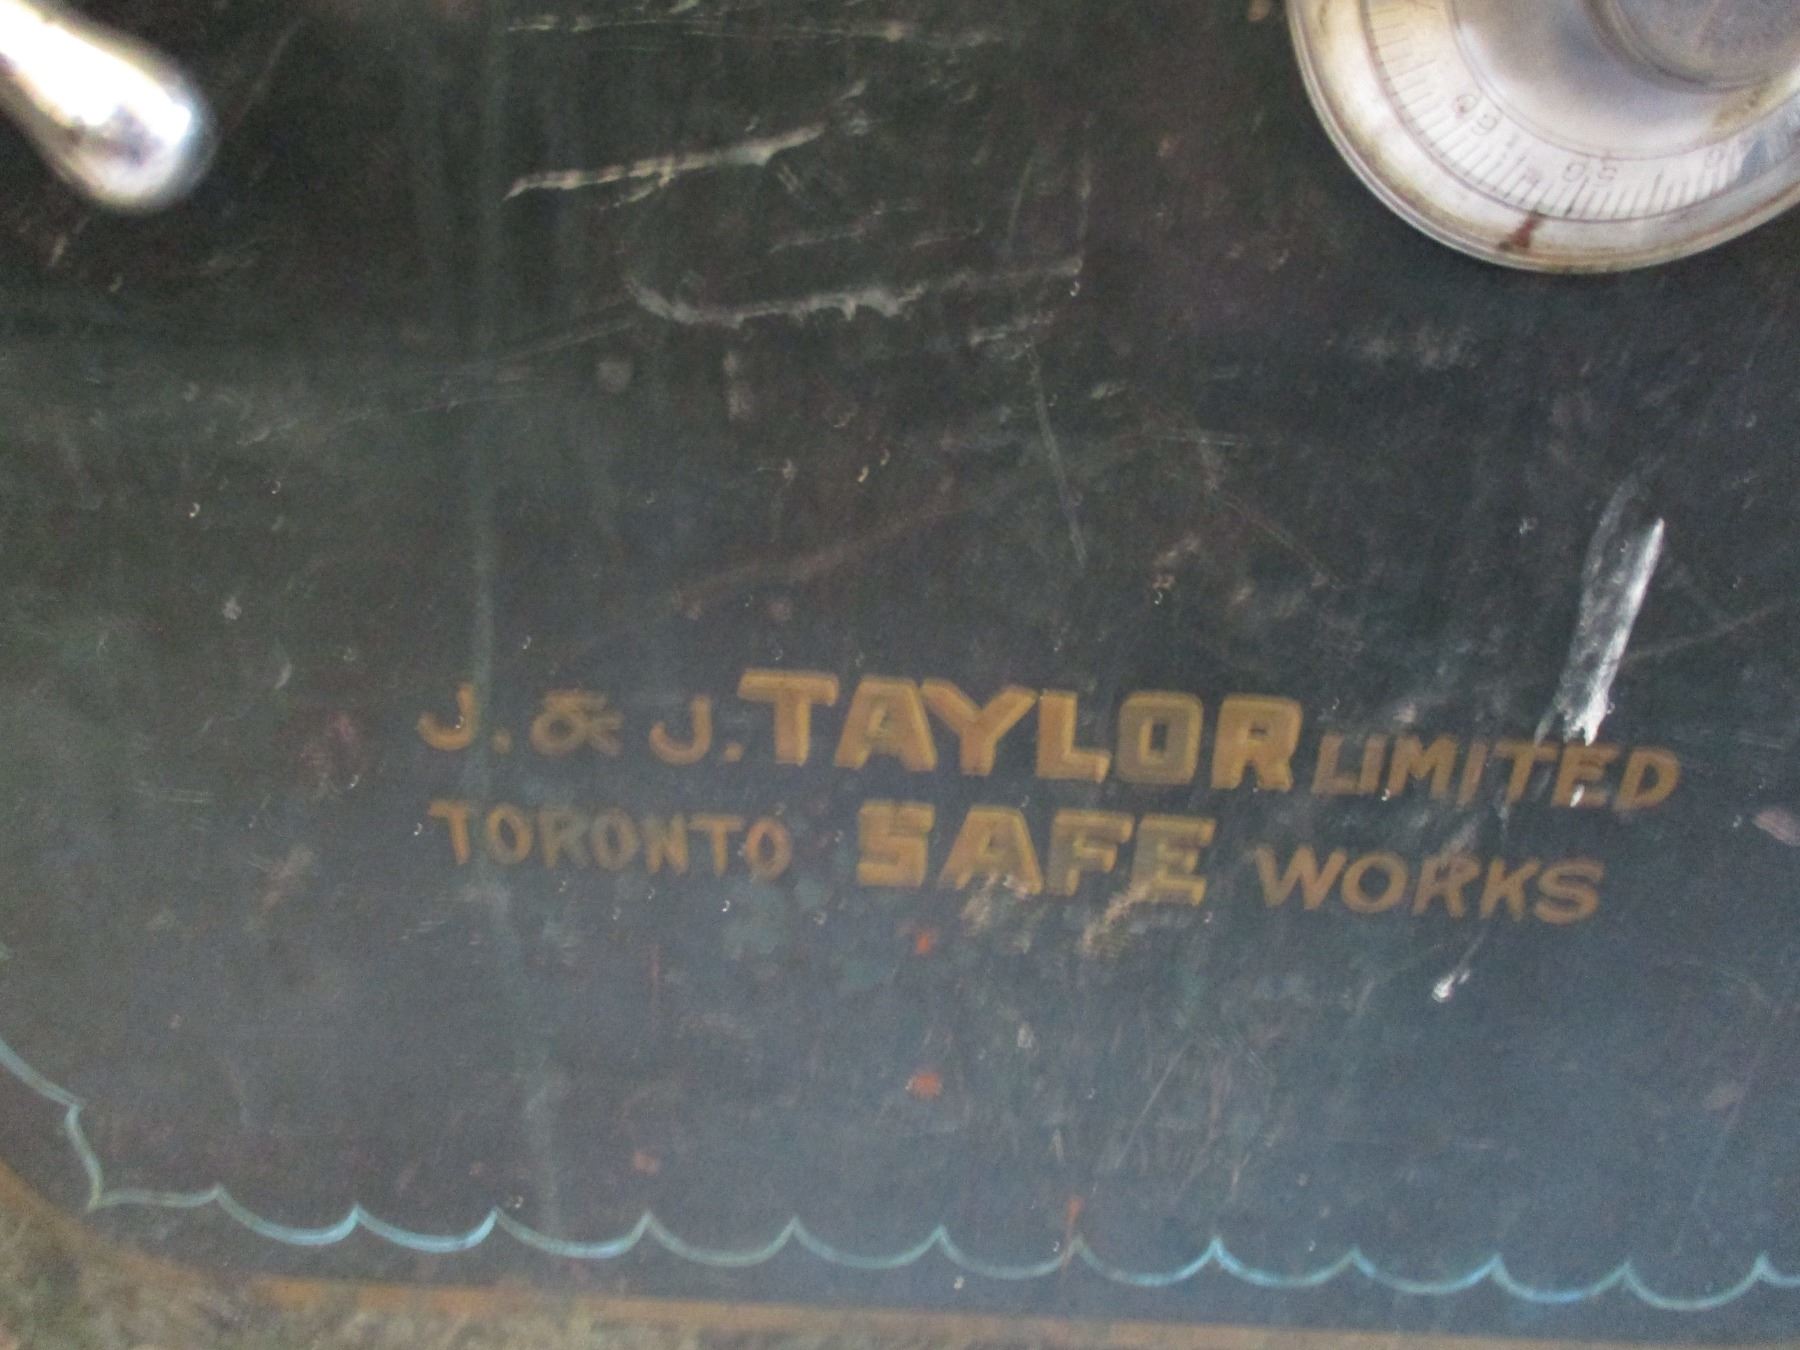 J. & J. TAYLOR LIMITED
TORONTO SAFE WORKS